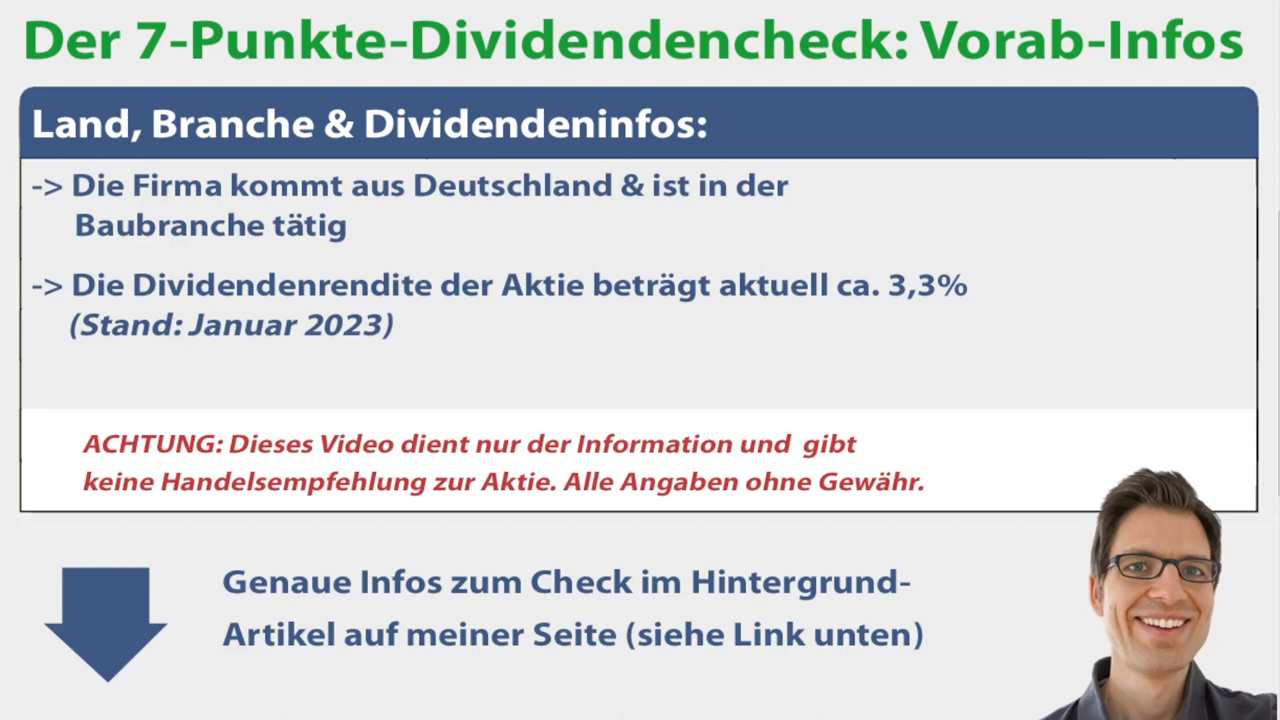 Der 7-Punkte-Dividendencheck: Vorab-Infos
Land, Branche & Dividendeninfos:
-> Die Firma kommt aus Deutschland & ist in der
Baubranche tätig
-> Die Dividendenrendite der Aktie beträgt aktuell ca. 3,3%
(Stand: Januar 2023)
ACHTUNG: Dieses Video dient nur der Information und gibt
keine Handelsempfehlung zur Aktie. Alle Angaben ohne Gewähr.
Genaue Infos zum Check im Hintergrund-
Artikel auf meiner Seite (siehe Link unten)